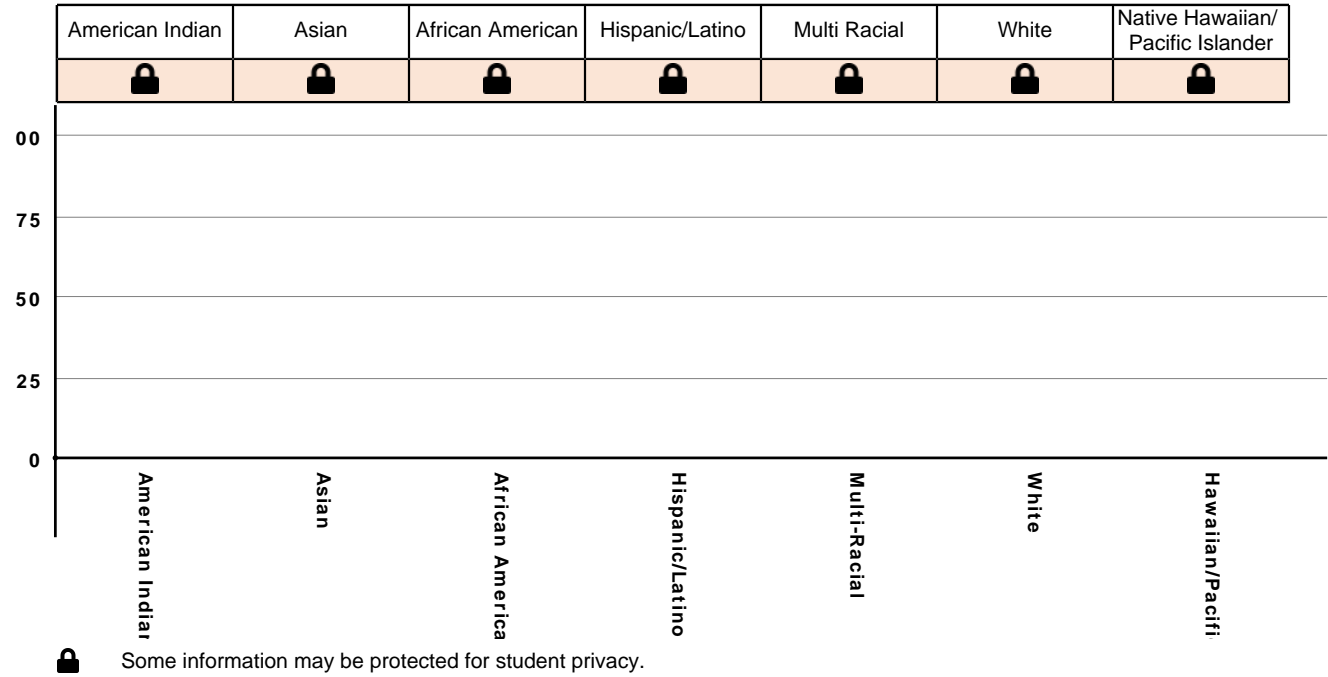 American Indian Asian African American Hispanic/Latino Multi Racial White Native Hawaiian/
Pacific Islander
00
75
50
25
0
American Indian
Asian
African America
Hispanic/Latino
Multi-Racial
White
Hawaiian/Pacifi
Some information may be protected for student privacy.